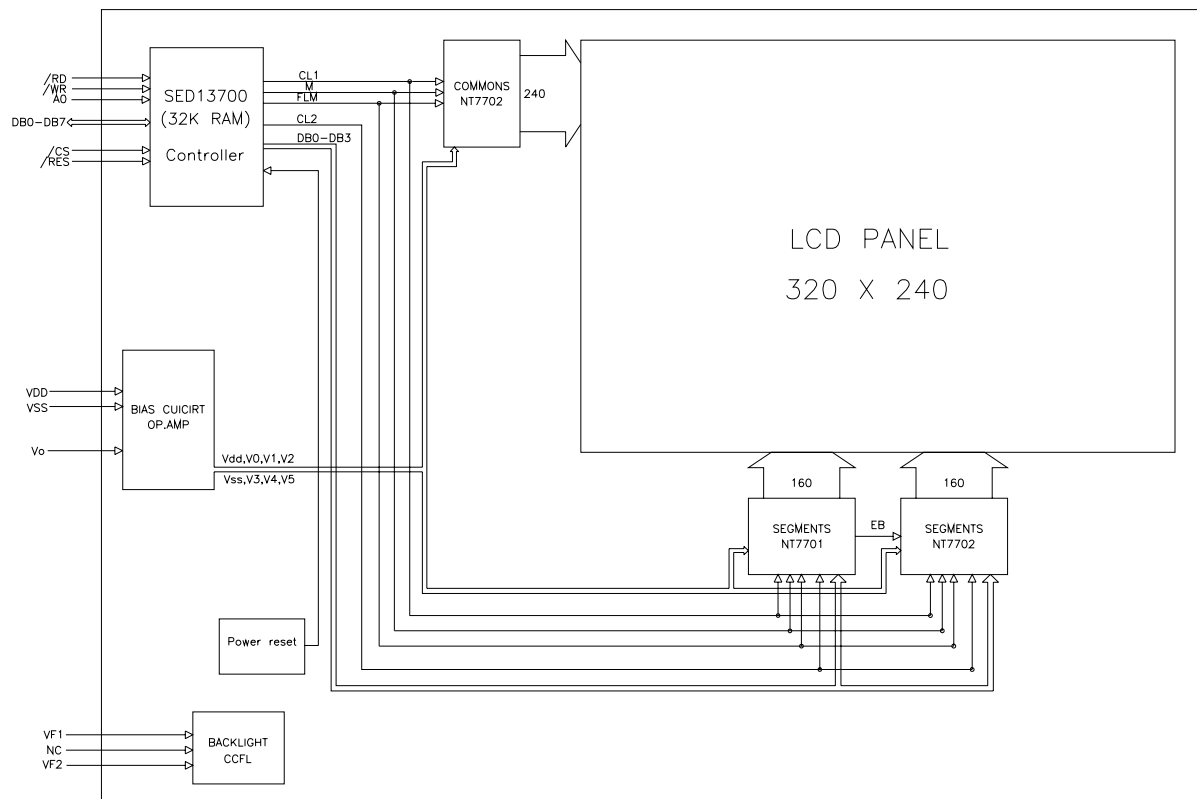 /RD
/WR
A0
DB0-DB7
/CS
/RES
SED13700
(32K RAM)
Controller
CL1
M
FLM
CL2
DB0-DB3
COMMONS
NT7702
240
LCD PANEL
320 X 240
VDD
VSS
Vo
BIAS CUICIRT
OP.AMP
Vdd,V0,V1,V2
Vss,V3,V4,V5
160
160
SEGMENTS
NT7701
EB
SEGMENTS
NT7702
Power reset
VF1
NC
VF2
BACKLIGHT
CCFL